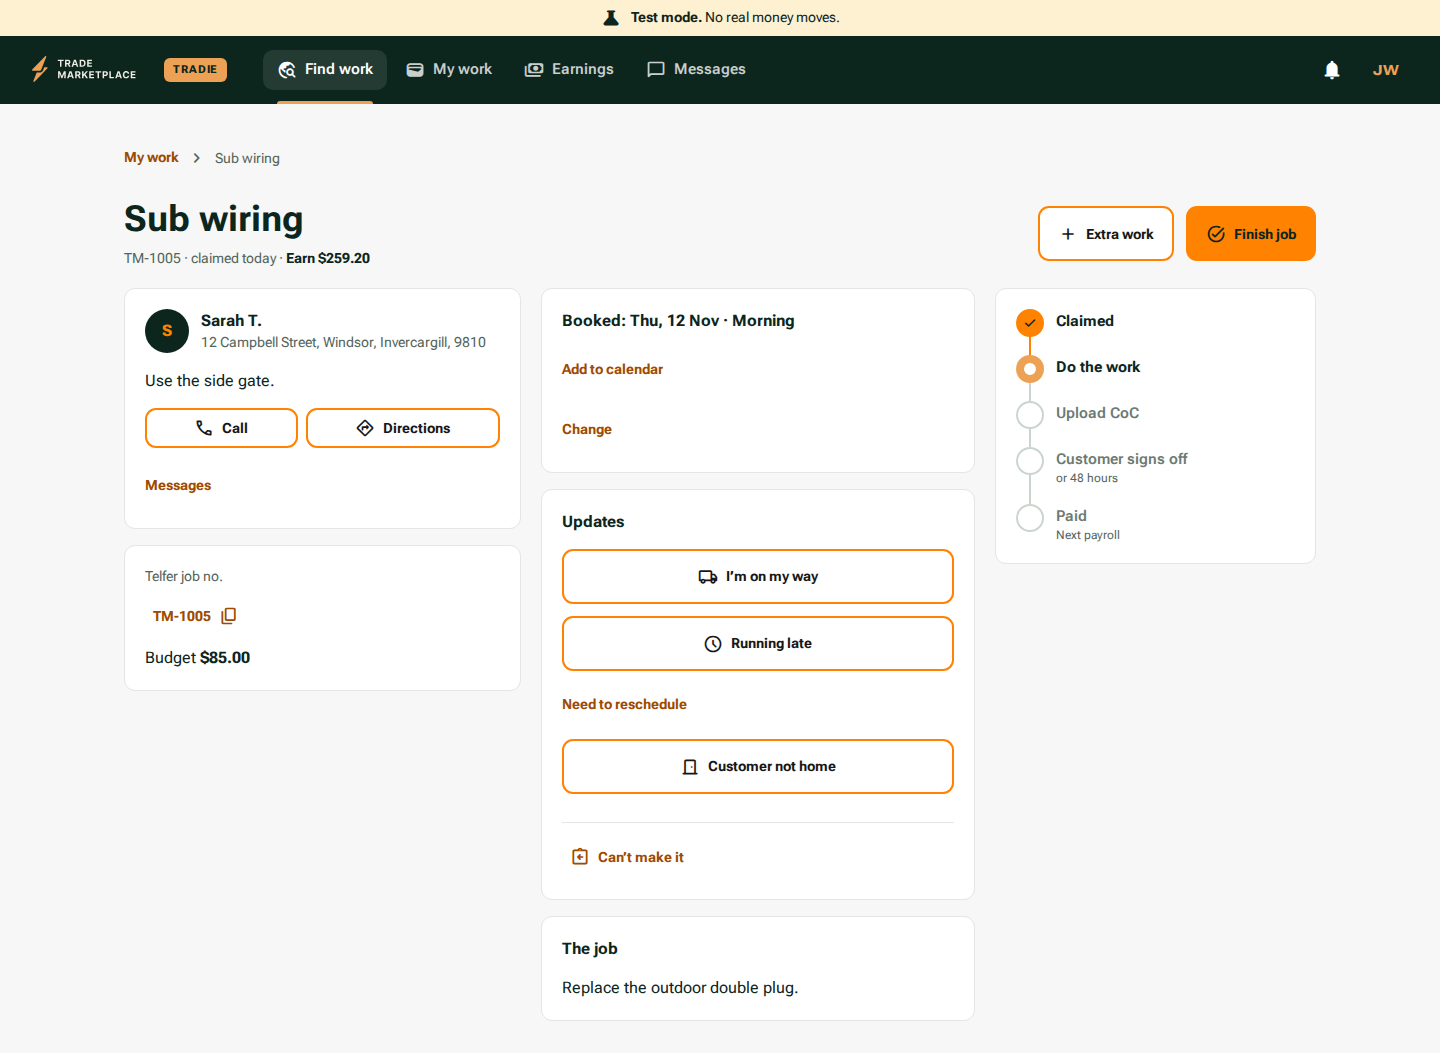 Test mode. No real money moves.
TRADE
MARKETPLACE
TRADIE
Find work
My work
Earnings
Messages
JW
My work
Sub wiring
Sub wiring
TM-1005 · claimed today · Earn $259.20
Extra work
Finish job
S
Sarah T.
12 Campbell Street, Windsor, Invercargill, 9810
Use the side gate.
Call
Directions
Messages
Telfer job no.
TM-1005
Budget $85.00
Booked: Thu, 12 Nov · Morning
Add to calendar
Change
Updates
I’m on my way
Running late
Need to reschedule
Customer not home
Can’t make it
The job
Replace the outdoor double plug.
Claimed
Do the work
Upload CoC
Customer signs off
or 48 hours
Paid
Next payroll